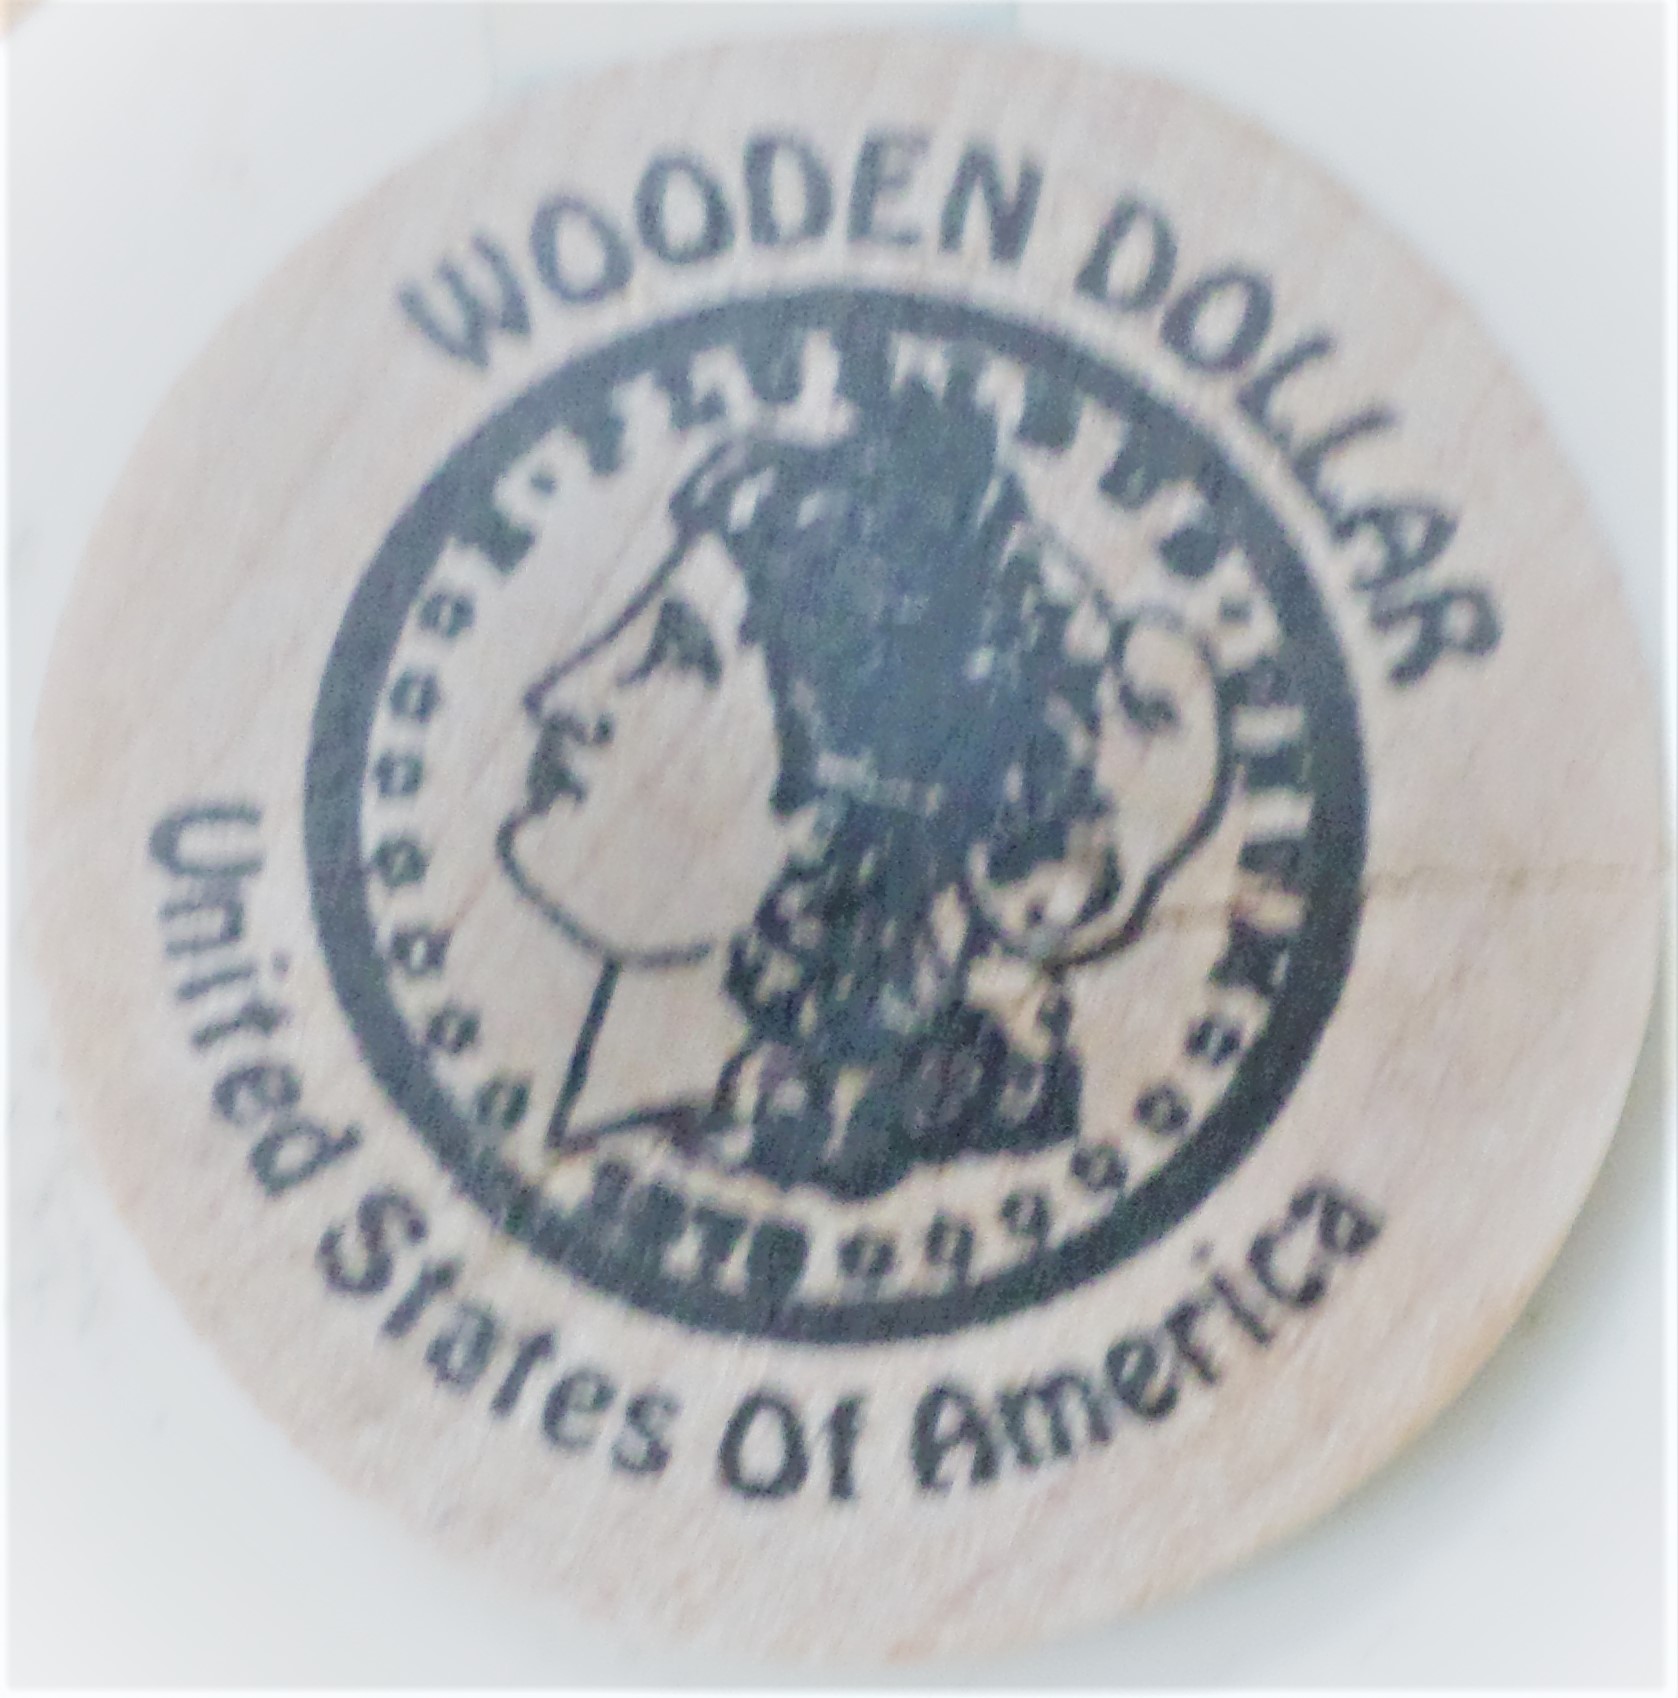 WOODEN DOLLAR
United States Of America